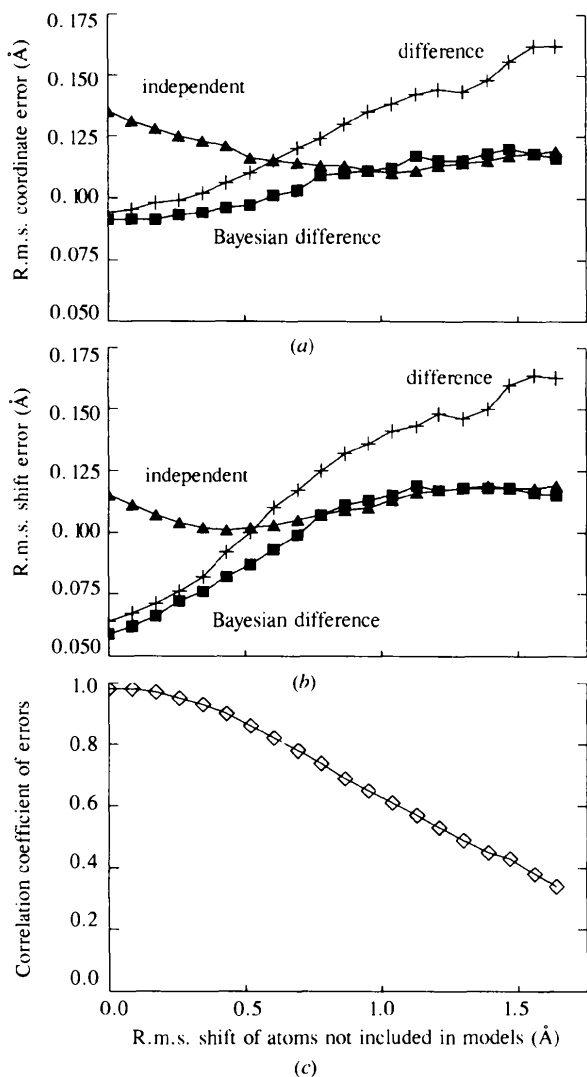 R.m.s. coordinate error (Å)
0.175
0.150
0.125
0.100
0.075
0.050
difference
independent
Bayesian difference
(a)
R.m.s. shift error (Å)
0.175
0.150
0.125
0.100
0.075
0.050
difference
independent
Bayesian difference
(b)
Correlation coefficient of errors
1.0
0.8
0.6
0.4
0.2
0.0
0.0
0.5
1.0
1.5
R.m.s. shift of atoms not included in models (Å)
(c)